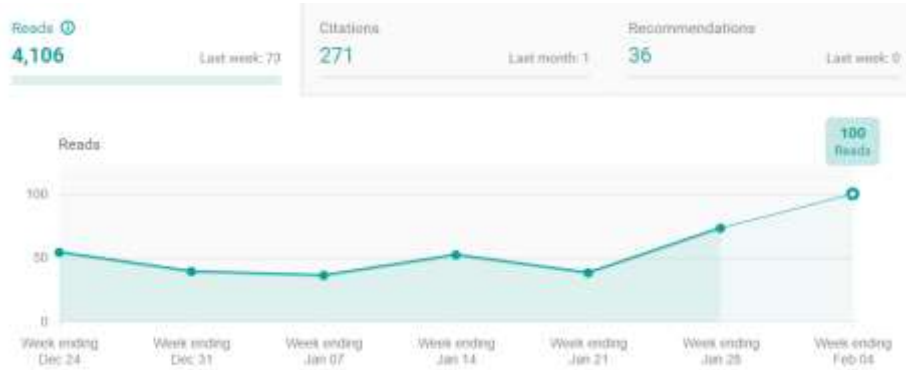 Reads
4,106
Last week: 73
Citations
271
Last month: 1
Recommendations
36
Last week: 0
Reads
100
Reads
100
50
0
Week ending
Dec 24
Week ending
Dec 31
Week ending
Jan 07
Week ending
Jan 14
Week ending
Jan 21
Week ending
Jan 28
Week ending
Feb 04